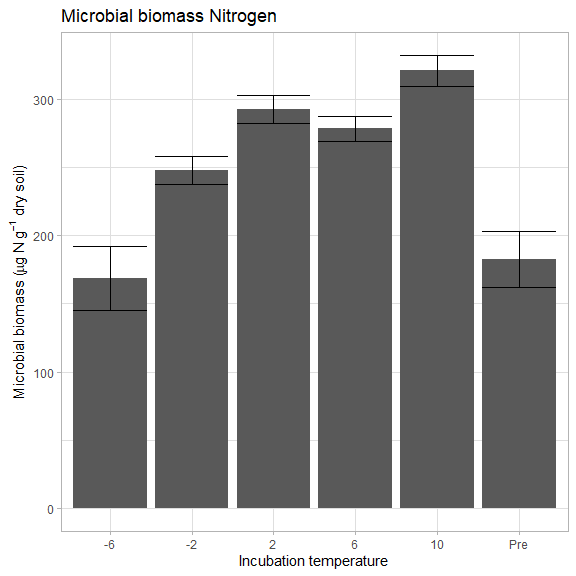 Microbial biomass Nitrogen
Microbial biomass (μg N g⁻¹ dry soil)
300
200
100
0
-6 -2 2 6 10 Pre
Incubation temperature